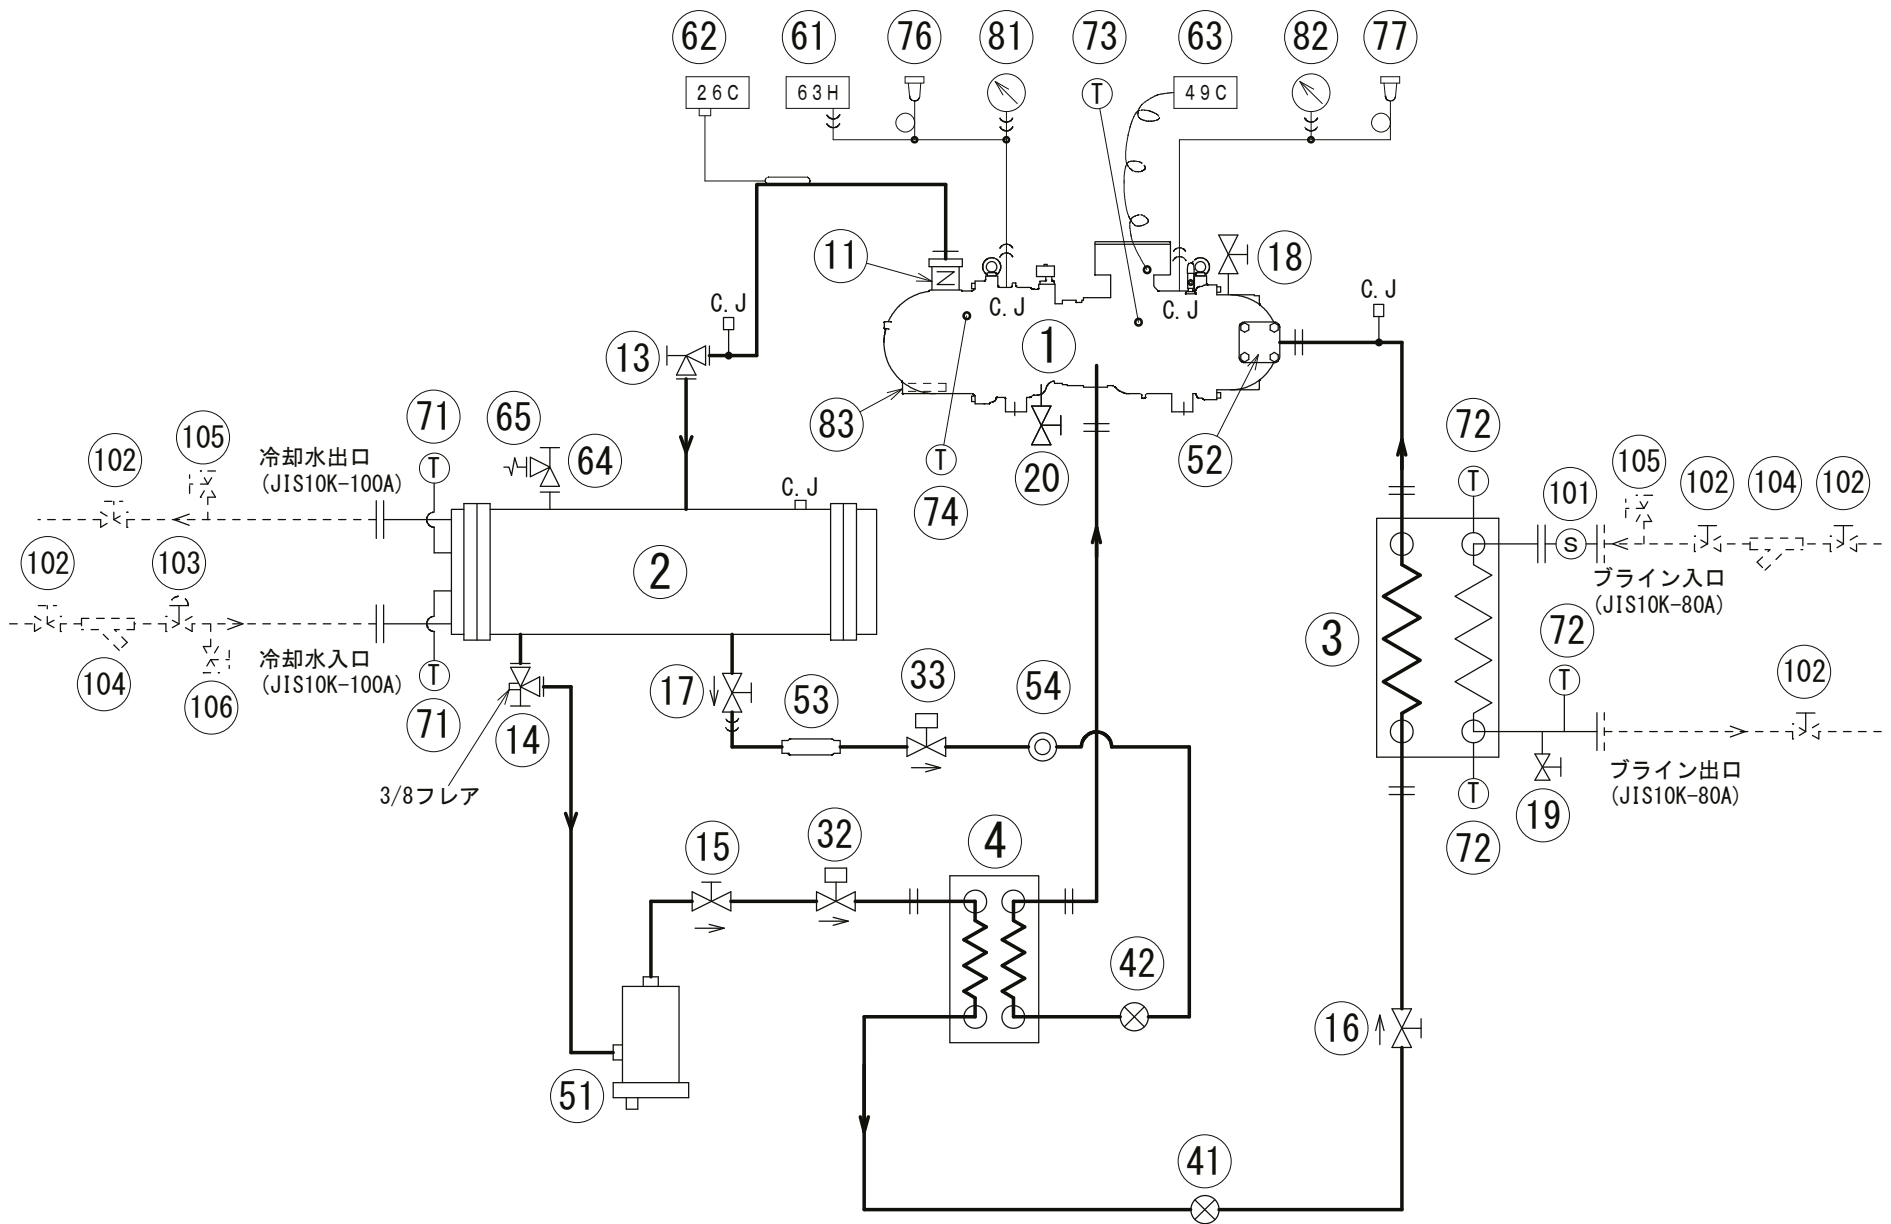 62 61 76 81 73 63 82 77
26C 63H T 49C
11 18
C.J C.J C.J C.J
13 1
83 52
71 65 64 T 20 72
102 105 T 74 T 101 105 102 104 102
冷却水出口
(JIS10K-100A)
C.J
S
ブライン入口
(JIS10K-80A)
102 103 2 3 72
冷却水入口
(JIS10K-100A)
104 106 T 71 14 17 53 33 54 T 102
3/8フレア
ブライン出口
(JIS10K-80A)
T 19
72
15 32 4
42
16
51
41